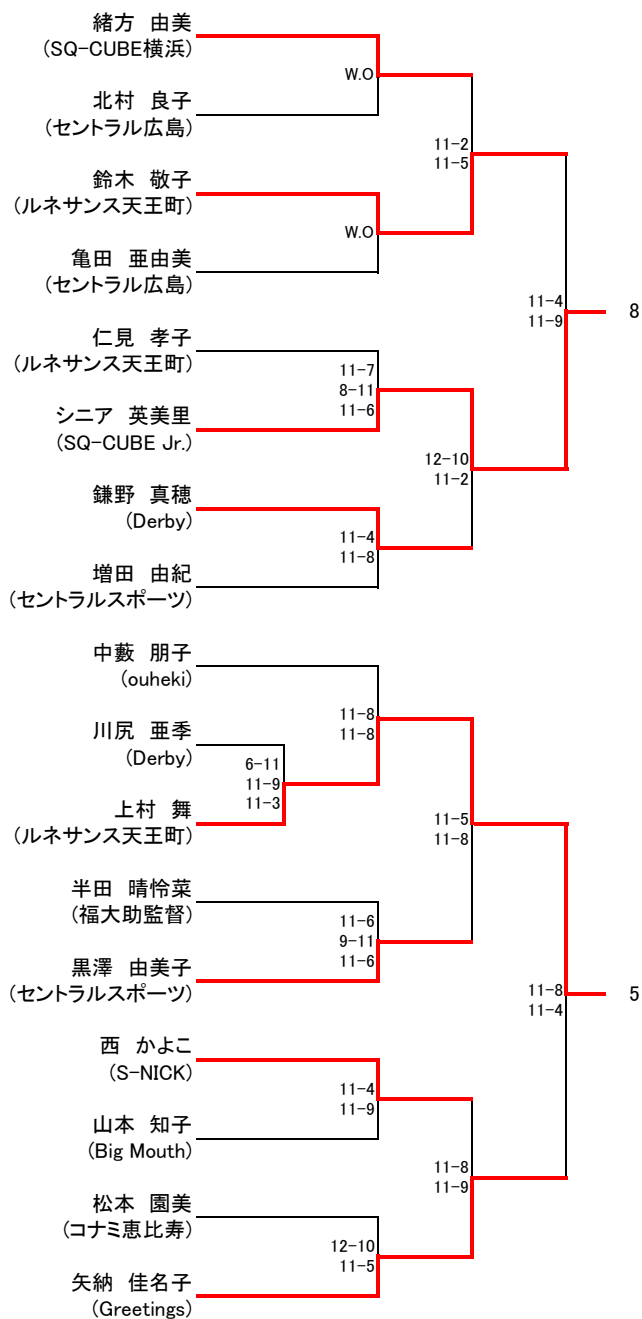 緒方　由美
(SQ-CUBE横浜)
W.O
北村　良子
(セントラル広島)
11-2
11-5
鈴木　敬子
(ルネサンス天王町)
W.O
亀田　亜由美
(セントラル広島)
11-4
11-9
8
仁見　孝子
(ルネサンス天王町)
11-7
8-11
11-6
シニア　英美里
(SQ-CUBE Jr.)
12-10
11-2
鎌野　真穂
(Derby)
11-4
11-8
増田　由紀
(セントラルスポーツ)
中藪　朋子
(ouheki)
11-8
11-8
川尻　亜季
(Derby)
6-11
11-9
11-3
上村　舞
(ルネサンス天王町)
11-5
11-8
半田　晴怜菜
(福大助監督)
11-6
9-11
11-6
黒澤　由美子
(セントラルスポーツ)
11-8
11-4
5
西　かよこ
(S-NICK)
11-4
11-9
山本　知子
(Big Mouth)
11-8
11-9
松本　園美
(コナミ恵比寿)
12-10
11-5
矢納　佳名子
(Greetings)